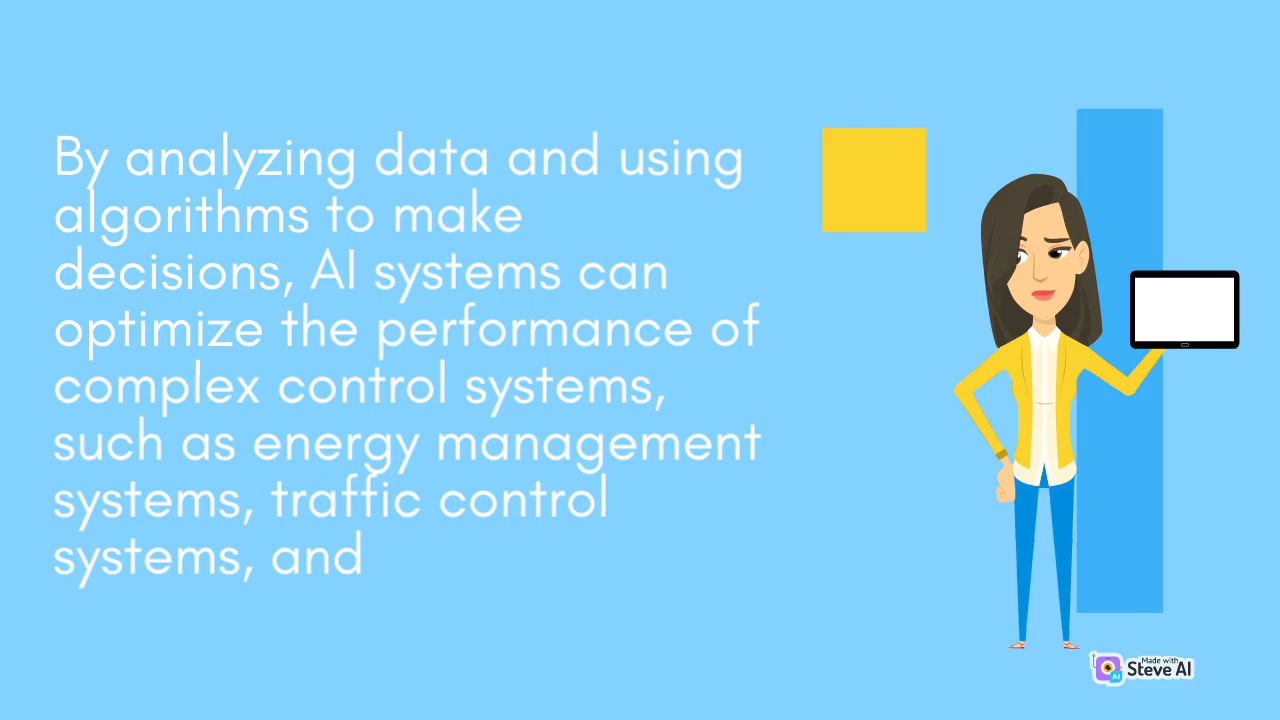 By analyzing data and using
algorithms to make
decisions, AI systems can
optimize the performance of
complex control systems,
such as energy management
systems, traffic control
systems, and
Made with
Steve AI
AI